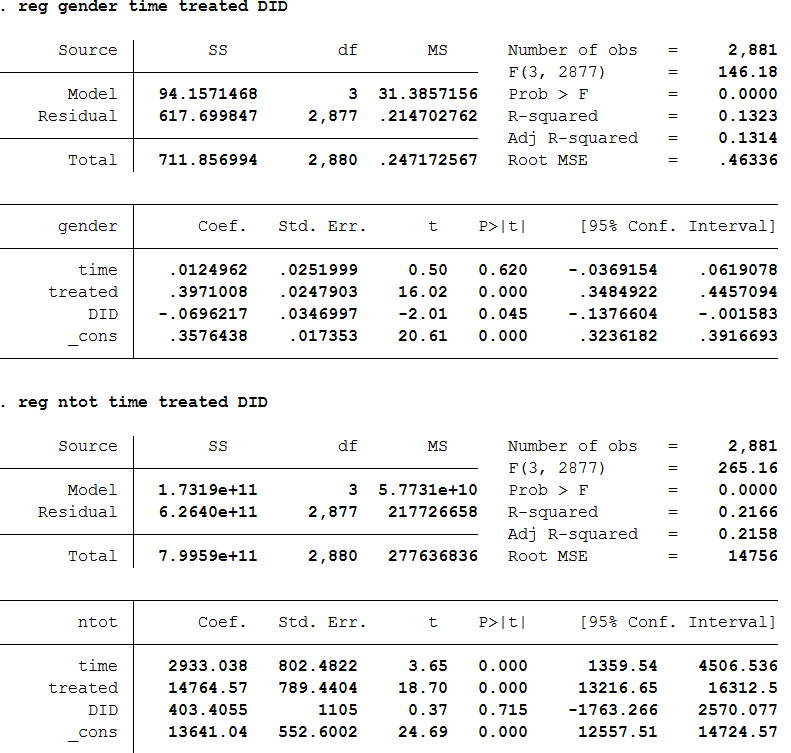 . reg gender time treated DID
Source SS df MS Number of obs = 2,881
F(3, 2877) = 146.18
Model 94.1571468 3 31.3857156 Prob > F = 0.0000
Residual 617.699847 2,877 .214702762 R-squared = 0.1323
Adj R-squared = 0.1314
Total 711.856994 2,880 .247172567 Root MSE = .46336
gender Coef. Std. Err. t P>|t| [95% Conf. Interval]
time .0124962 .0251999 0.50 0.620 -.0369154 .0619078
treated .3971008 .0247903 16.02 0.000 .3484922 .4457094
DID -.0696217 .0346997 -2.01 0.045 -.1376604 -.001583
_cons .3576438 .017353 20.61 0.000 .3236182 .3916693
. reg ntot time treated DID
Source SS df MS Number of obs = 2,881
F(3, 2877) = 265.16
Model 1.7319e+11 3 5.7731e+10 Prob > F = 0.0000
Residual 6.2640e+11 2,877 217726658 R-squared = 0.2166
Adj R-squared = 0.2158
Total 7.9959e+11 2,880 277636836 Root MSE = 14756
ntot Coef. Std. Err. t P>|t| [95% Conf. Interval]
time 2933.038 802.4822 3.65 0.000 1359.54 4506.536
treated 14764.57 789.4404 18.70 0.000 13216.65 16312.5
DID 403.4055 1105 0.37 0.715 -1763.266 2570.077
_cons 13641.04 552.6002 24.69 0.000 12557.51 14724.57